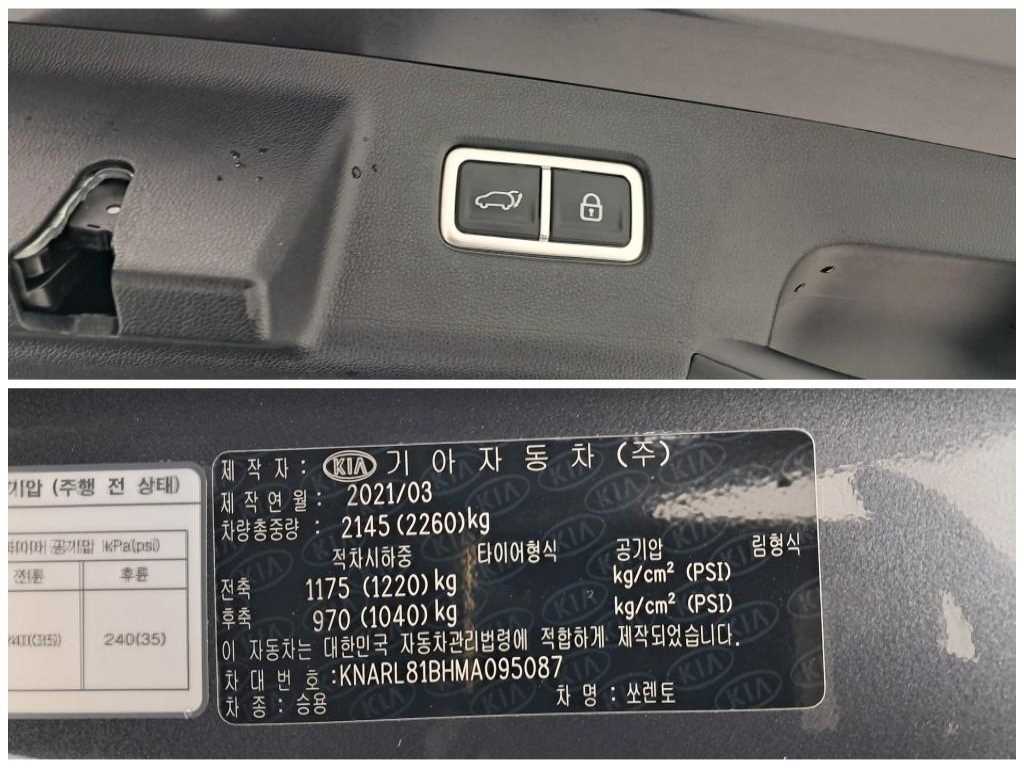 기압 (주행 전 상태)
공기압 kPa(psi)
전륜 후륜
240(35) 240(35)
제 작 자 : KIA 기 아 자 동 차 (주)
제 작 연 월 : 2021/03
차량총중량 : 2145 (2260)kg
적차시하중 타이어형식 공기압 림형식
전축 1175 (1220)kg kg/cm² (PSI)
후축 970 (1040)kg kg/cm² (PSI)
이 자동차는 대한민국 자동차관리법령에 적합하게 제작되었습니다.
차 대 번 호 :KNARL81BHMA095087
차 종 : 승용 차 명 : 쏘렌토